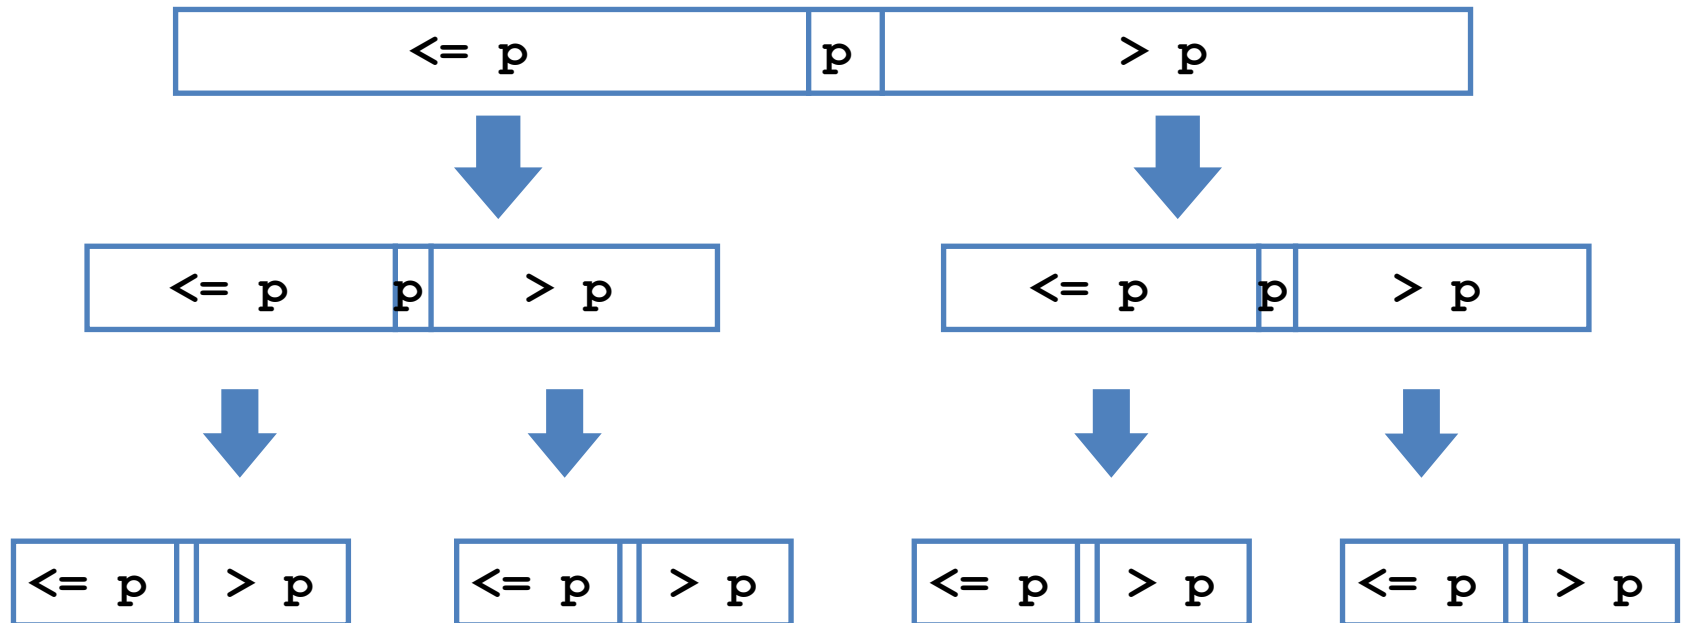 <= p p > p
<= p p > p <= p p > p
<= p > p <= p > p <= p > p <= p > p